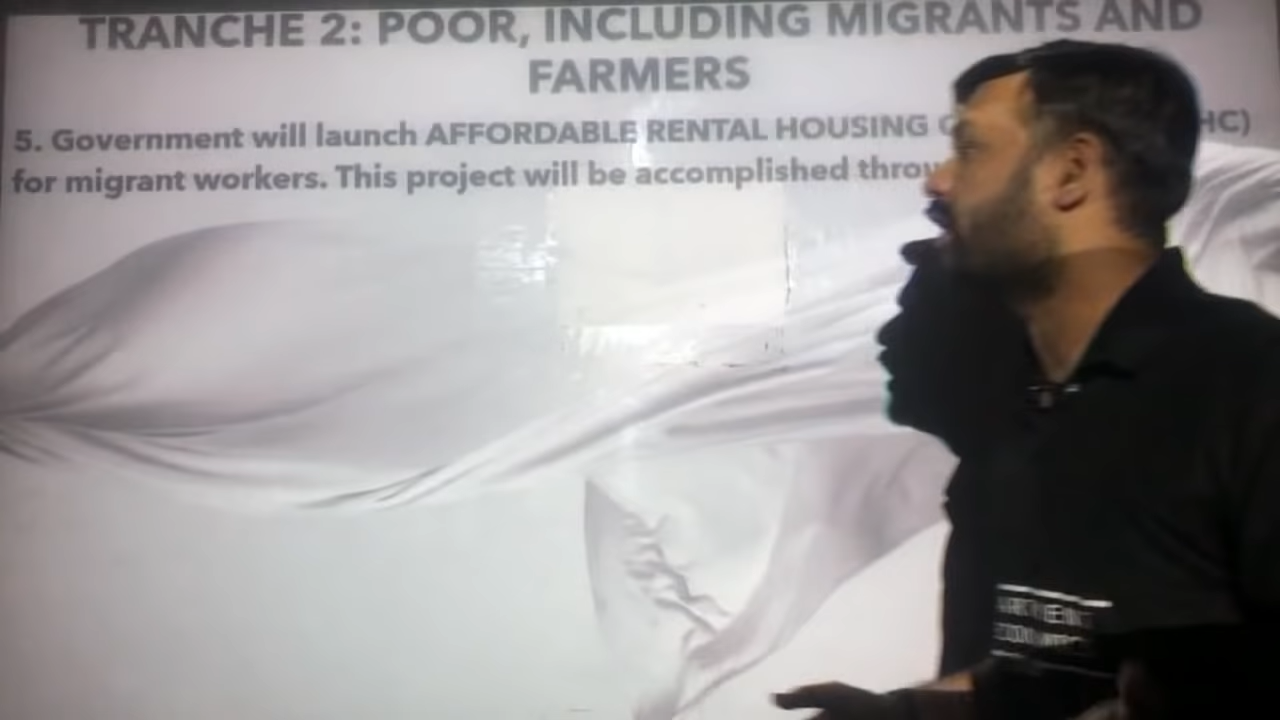 TRANCHE 2: POOR, INCLUDING MIGRANTS AND
FARMERS
5. Government will launch AFFORDABLE RENTAL HOUSING HC)
for migrant workers. This project will be accomplished